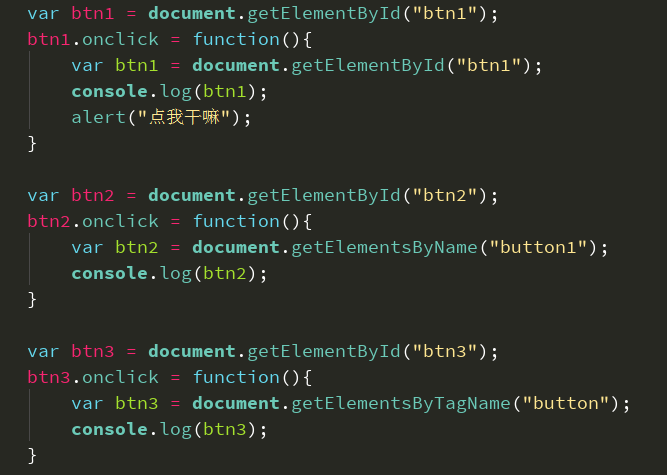 var btn1 = document.getElementById("btn1");
btn1.onclick = function(){
var btn1 = document.getElementById("btn1");
console.log(btn1);
alert("点我干嘛");
}
var btn2 = document.getElementById("btn2");
btn2.onclick = function(){
var btn2 = document.getElementsByName("button1");
console.log(btn2);
}
var btn3 = document.getElementById("btn3");
btn3.onclick = function(){
var btn3 = document.getElementsByTagName("button");
console.log(btn3);
}